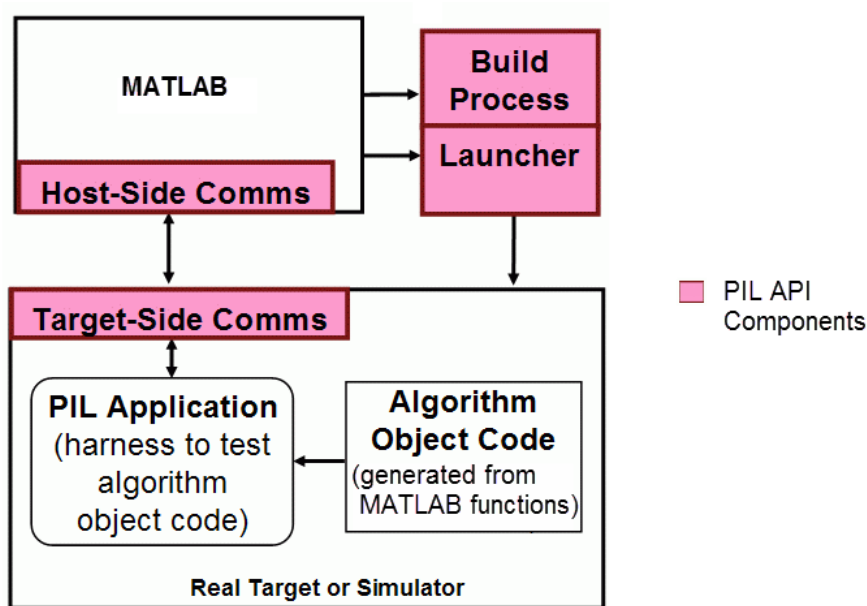 MATLAB
Build
Process
Launcher
Host-Side Comms
Target-Side Comms
PIL API
Components
PIL Application
(harness to test
algorithm
object code)
Algorithm
Object Code
(generated from
MATLAB functions)
Real Target or Simulator